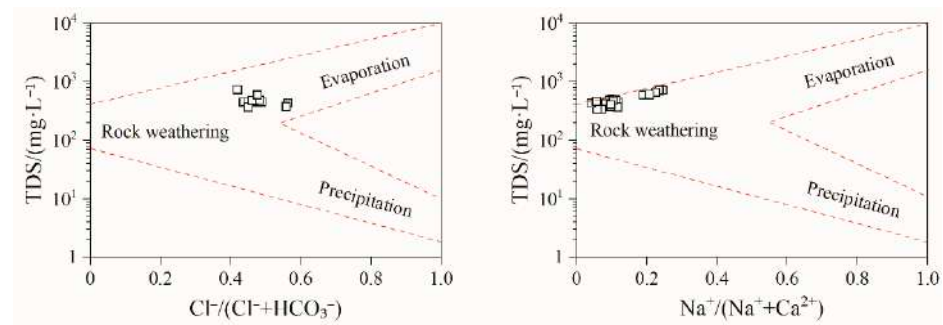 10⁴
10³
10²
10¹
1
TDS/(mg·L⁻¹)
Evaporation
Rock weathering
Precipitation
0 0.2 0.4 0.6 0.8 1.0
Cl⁻/(Cl⁻+HCO₃⁻)
10⁴
10³
10²
10¹
1
TDS/(mg·L⁻¹)
Evaporation
Rock weathering
Precipitation
0 0.2 0.4 0.6 0.8 1.0
Na⁺/(Na⁺+Ca²⁺)